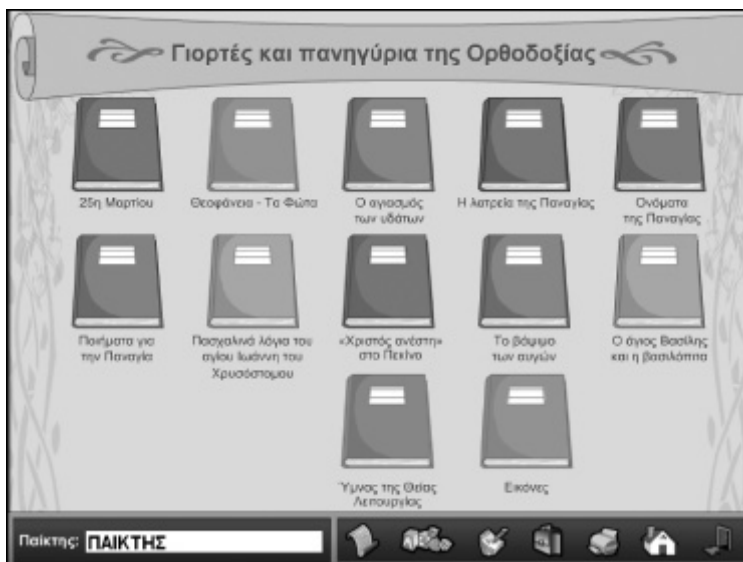 Γιορτές και πανηγύρια της Ορθοδοξίας
25η Μαρτίου
Θεοφάνεια - Τα Φώτα
Ο αγιασμός
των υδάτων
Η λατρεία της Παναγίας
Ονόματα
της Παναγίας
Ποιήματα για
την Παναγία
Πασχαλινά λόγια του
αγίου Ιωάννη του
Χρυσόστομου
«Χριστός ανέστη»
στο Πεκίνο
Το βάψιμο
των αυγών
Ο άγιος Βασίλης
και η βασιλόπιτα
Ύμνος της Θείας
Λειτουργίας
Εικόνες
Παίκτης: ΠΑΙΚΤΗΣ